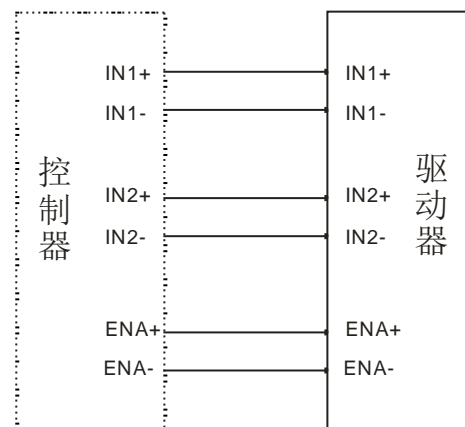 IN1+ IN1+
IN1- IN1-
控制器
驱动器
IN2+ IN2+
IN2- IN2-
ENA+ ENA+
ENA- ENA-